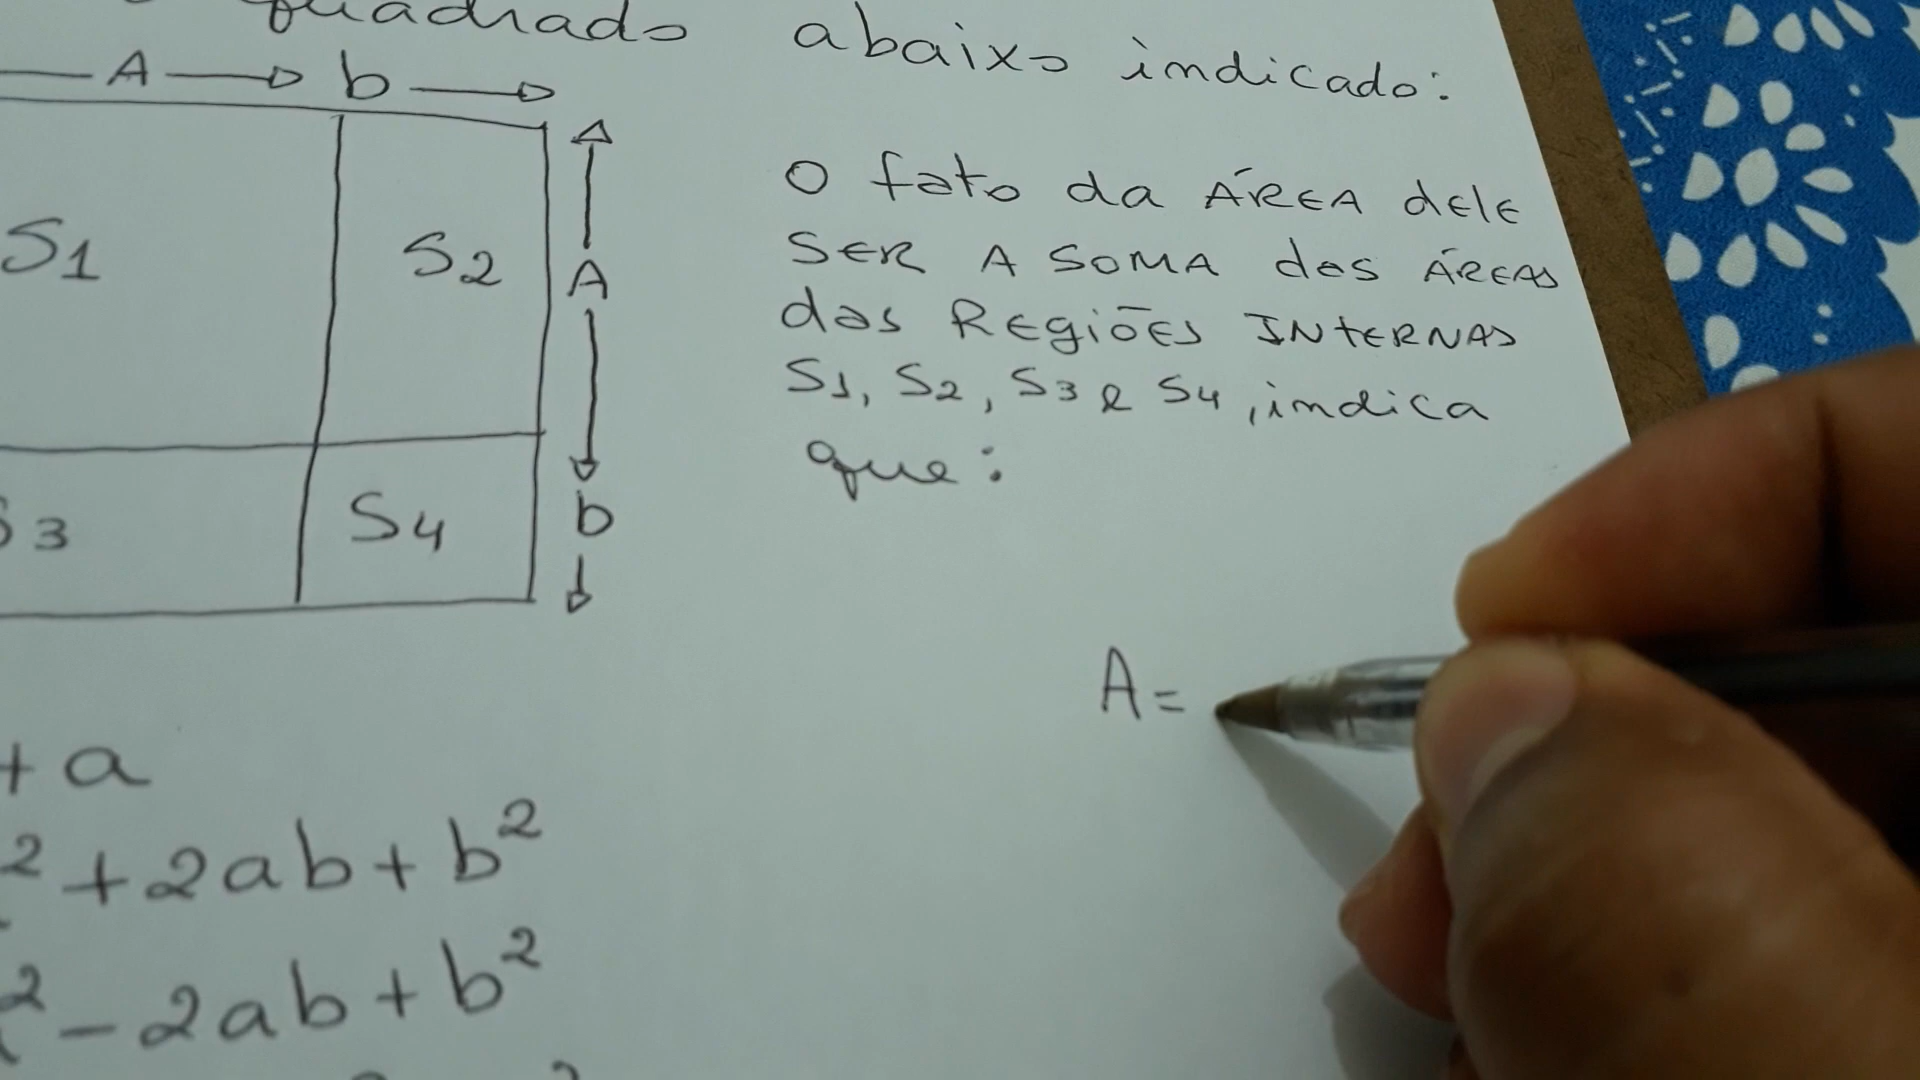 quadrado abaixo indicado:
A b
S1 S2 A
S3 S4 b
O fato da ÁREA dELE
SER A SOMA das ÁREAS
das REgiÕES INtERNAS
S1, S2, S3 e S4, indica
que:
A=
+ a
2 + 2ab + b²
2 - 2ab + b²